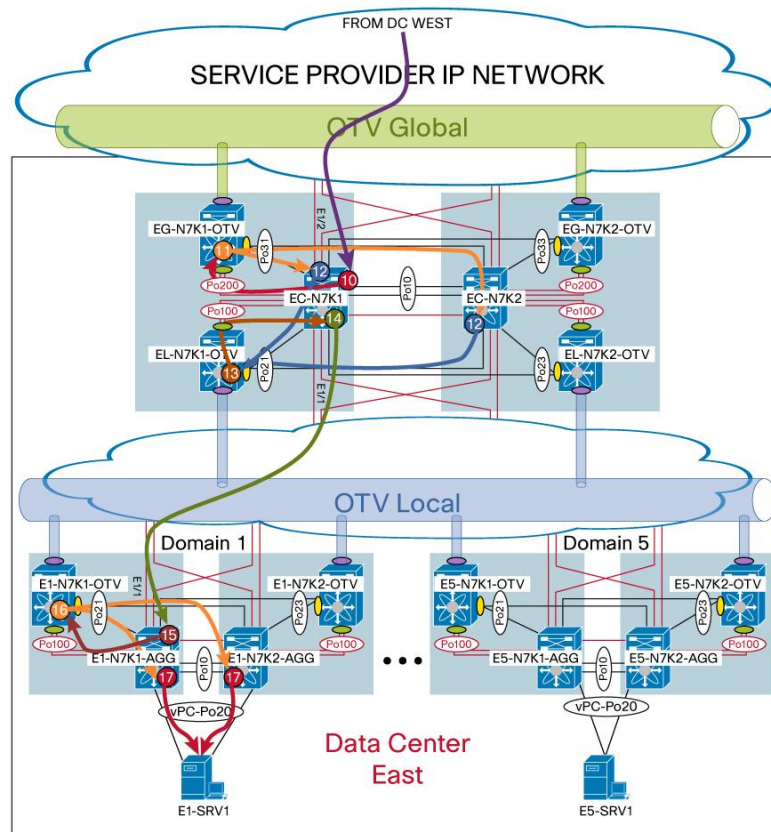 FROM DC WEST
SERVICE PROVIDER IP NETWORK
OTV Global
E1/2
EG-N7K1-OTV
Po31
11
12
10
Po33
EG-N7K2-OTV
Po200
Po10
Po200
EC-N7K1
EC-N7K2
Po100
14
12
Po100
EL-N7K1-OTV
13
Po21
E1/1
Po23
EL-N7K2-OTV
OTV Local
Domain 1
Domain 5
E1-N7K1-OTV
E1/1
E1-N7K2-OTV
E5-N7K1-OTV
E5-N7K2-OTV
16
Po21
Po23
Po21
Po23
15
Po100
Po100
Po100
Po100
E1-N7K1-AGG
Po10
E1-N7K2-AGG
E5-N7K1-AGG
Po10
E5-N7K2-AGG
17
17
...
vPC-Po20
vPC-Po20
Data Center
East
E1-SRV1
E5-SRV1